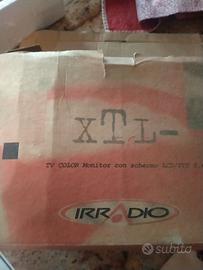 XTL-
TV COLOR Monitor con schermo LCD/TFT
IRRADIO
subito